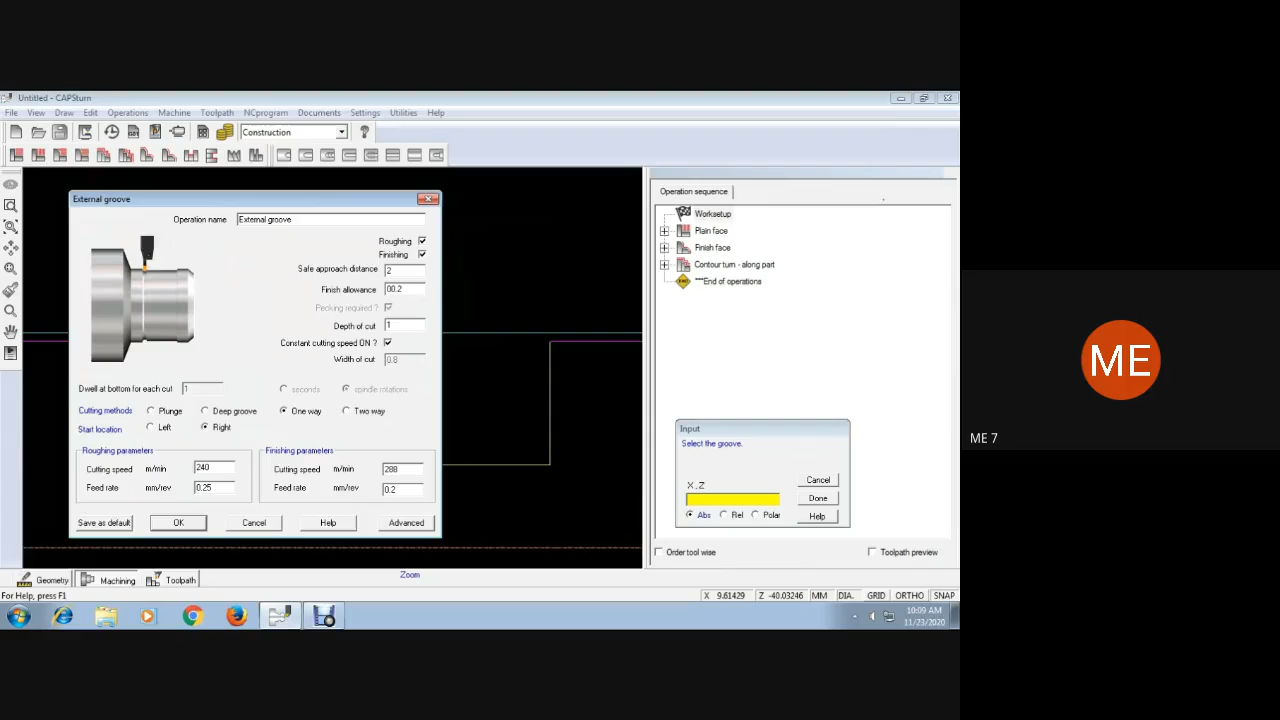 Untitled - CAPSturn
File View Draw Edit Operations Machine Toolpath NCprogram Documents Settings Utilities Help
Construction
External groove
Operation name External groove
Roughing
Finishing
Safe approach distance 2
Finish allowance 00.2
Pecking required ?
Depth of cut 1
Constant cutting speed ON ?
Width of cut 0.8
Dwell at bottom for each cut 1 seconds spindle rotations
Cutting methods Plunge Deep groove One way Two way
Start location Left Right
Roughing parameters
Cutting speed m/min 240
Feed rate mm/rev 0.25
Finishing parameters
Cutting speed m/min 288
Feed rate mm/rev 0.2
Save as default OK Cancel Help Advanced
Operation sequence
Worksetup
Plain face
Finish face
Contour turn - along part
***End of operations
END
Input
Select the groove.
X,Z
Abs Rel Polar
Cancel
Done
Help
Order tool wise Toolpath preview
Geometry Machining Toolpath
Zoom
For Help, press F1
X 9.61429 Z -40.03246 MM DIA. GRID ORTHO SNAP
10:09 AM
11/23/2020
ME
ME 7